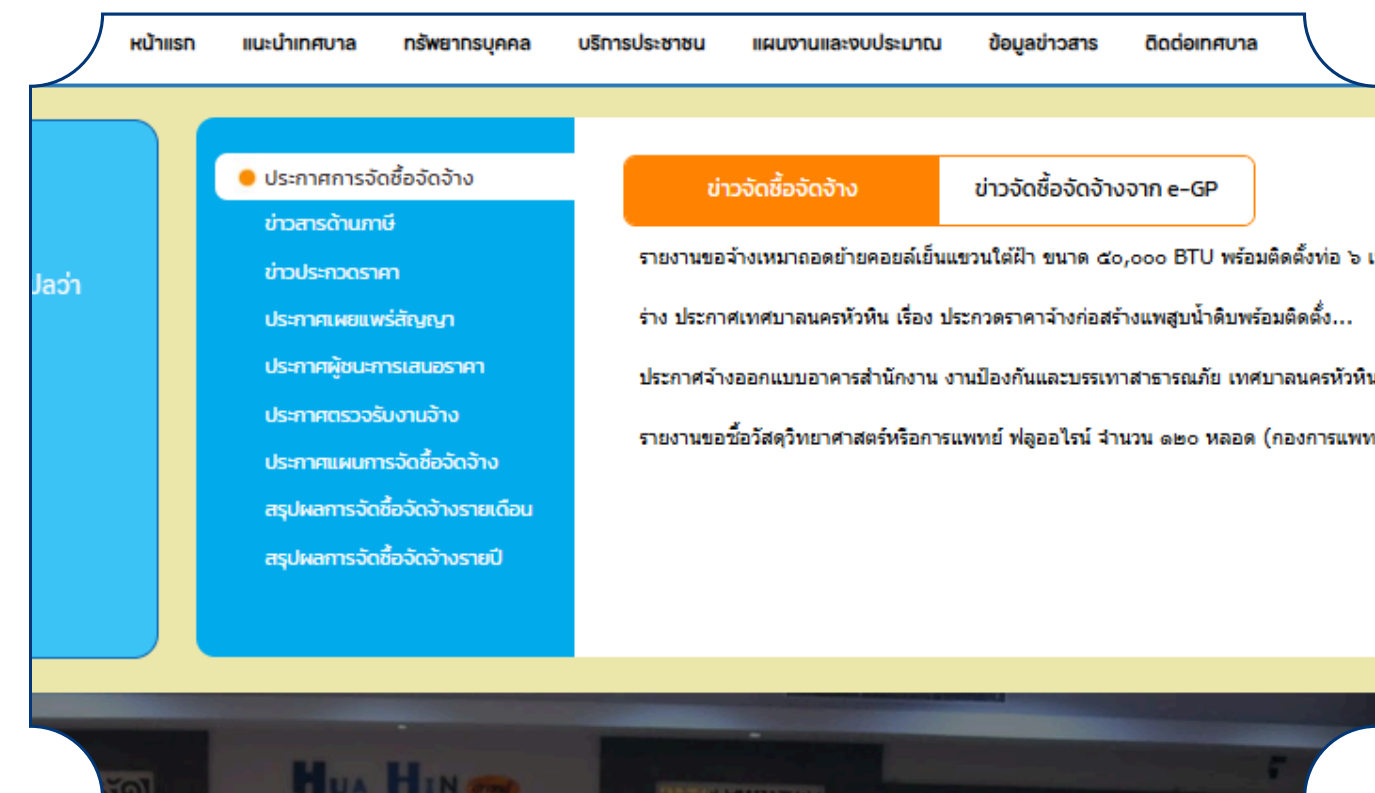 หน้าแรก แนะนำเทศบาล ทรัพยากรบุคคล บริการประชาชน แผนงานและงบประมาณ ข้อมูลข่าวสาร ติดต่อเทศบาล
ประกาศการจัดซื้อจัดจ้าง
ข่าวสารด้านภาษี
ข่าวประกวดราคา
ประกาศเผยแพร่สัญญา
ประกาศผู้ชนะการเสนอราคา
ประกาศตรวจรับงานจ้าง
ประกาศแผนการจัดซื้อจัดจ้าง
สรุปผลการจัดซื้อจัดจ้างรายเดือน
สรุปผลการจัดซื้อจัดจ้างรายปี
ข่าวจัดซื้อจัดจ้าง ข่าวจัดซื้อจัดจ้างจาก e-GP
รายงานขอจ้างเหมาถอดย้ายคอยล์เย็นแขวนใต้ฝ้า ขนาด ๕๐,๐๐๐ BTU พร้อมติดตั้งท่อ ๖
ร่าง ประกาศเทศบาลนครหัวหิน เรื่อง ประกวดราคาจ้างก่อสร้างแพสูบน้ำดิบพร้อมติดตั้ง...
ประกาศจ้างออกแบบอาคารสำนักงาน งานป้องกันและบรรเทาสาธารณภัย เทศบาลนครหัวหิน
รายงานขอซื้อวัสดุวิทยาศาสตร์หรือการแพทย์ ฟลูออไรน์ จำนวน ๑๒๐ หลอด (กองการแพท
HUA HIN